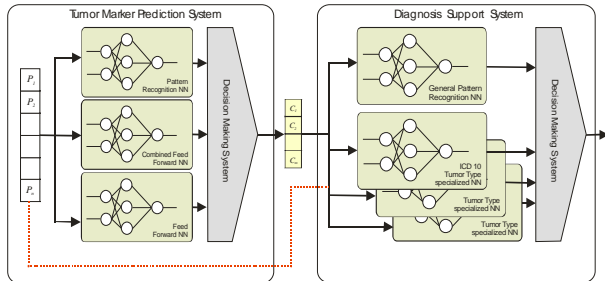 Tumor Marker Prediction System
Diagnosis Support System
P1
P2
Pn
Pattern
Recognition NN
Combined Feed
Forward NN
Feed
Forward NN
Decision Making System
C1
C2
Cm
General Pattern
Recognition NN
ICD 10
Tumor Type
specialized NN
Tumor Type
specialized NN
Tumor Type
specialized NN
Decision Making System